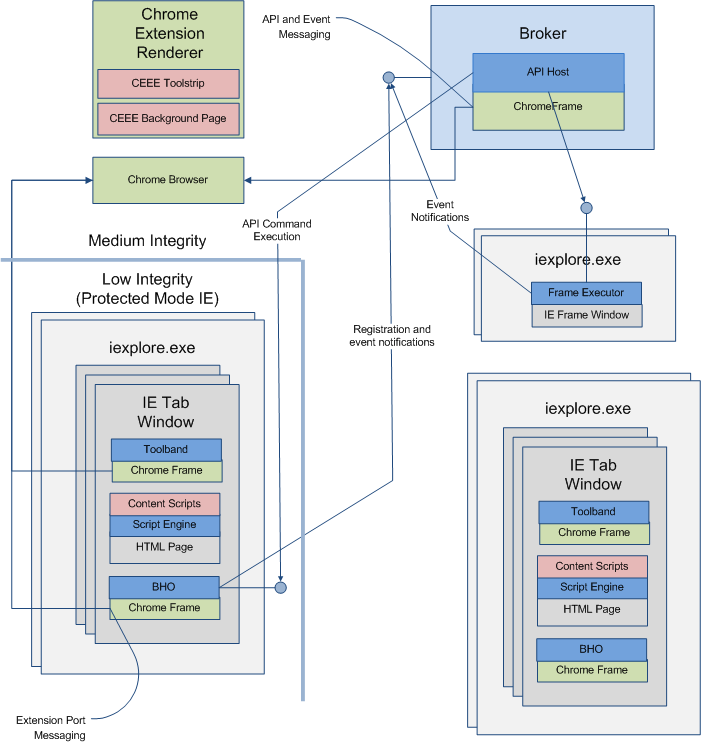 Chrome
Extension
Renderer
CEEE Toolstrip
CEEE Background Page
API and Event
Messaging
Broker
API Host
ChromeFrame
Chrome Browser
API Command
Execution
Event
Notifications
Medium Integrity
Low Integrity
(Protected Mode IE)
iexplore.exe
Frame Executor
IE Frame Window
Registration and
event notifications
iexplore.exe
IE Tab
Window
Toolband
Chrome Frame
Content Scripts
Script Engine
HTML Page
BHO
Chrome Frame
Extension Port
Messaging
iexplore.exe
IE Tab
Window
Toolband
Chrome Frame
Content Scripts
Script Engine
HTML Page
BHO
Chrome Frame